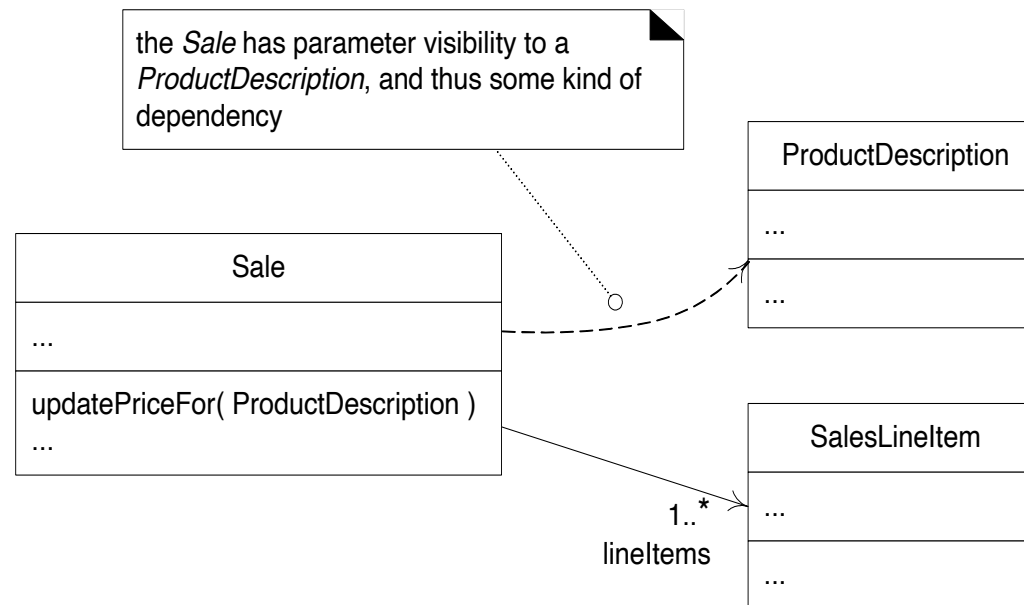 the Sale has parameter visibility to a
ProductDescription, and thus some kind of
dependency
ProductDescription
...
...
Sale
...
updatePriceFor( ProductDescription )
...
SalesLineItem
...
...
1..*
lineItems